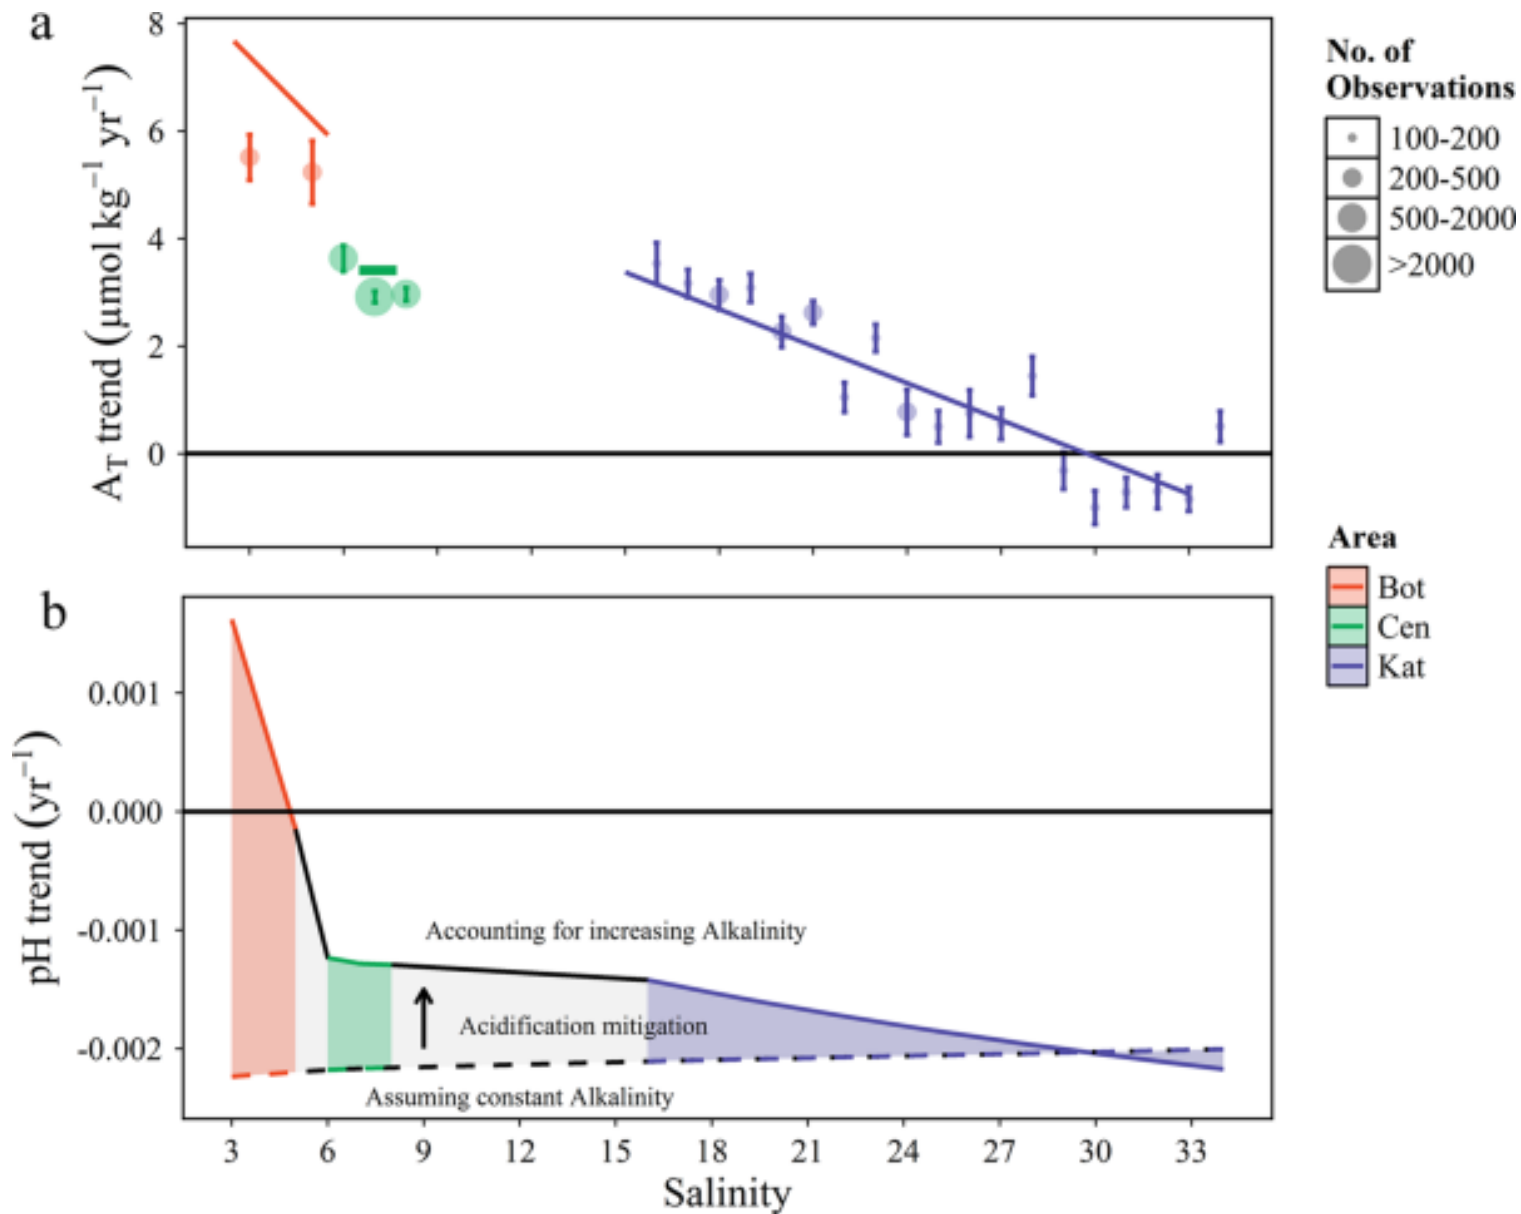 a
8
6
4
2
0
A_T trend (μmol kg⁻¹ yr⁻¹)
No. of
Observations
100-200
200-500
500-2000
>2000
Area
Bot
Cen
Kat
b
0.001
0.000
-0.001
-0.002
pH trend (yr⁻¹)
Accounting for increasing Alkalinity
Acidification mitigation
Assuming constant Alkalinity
3 6 9 12 15 18 21 24 27 30 33
Salinity